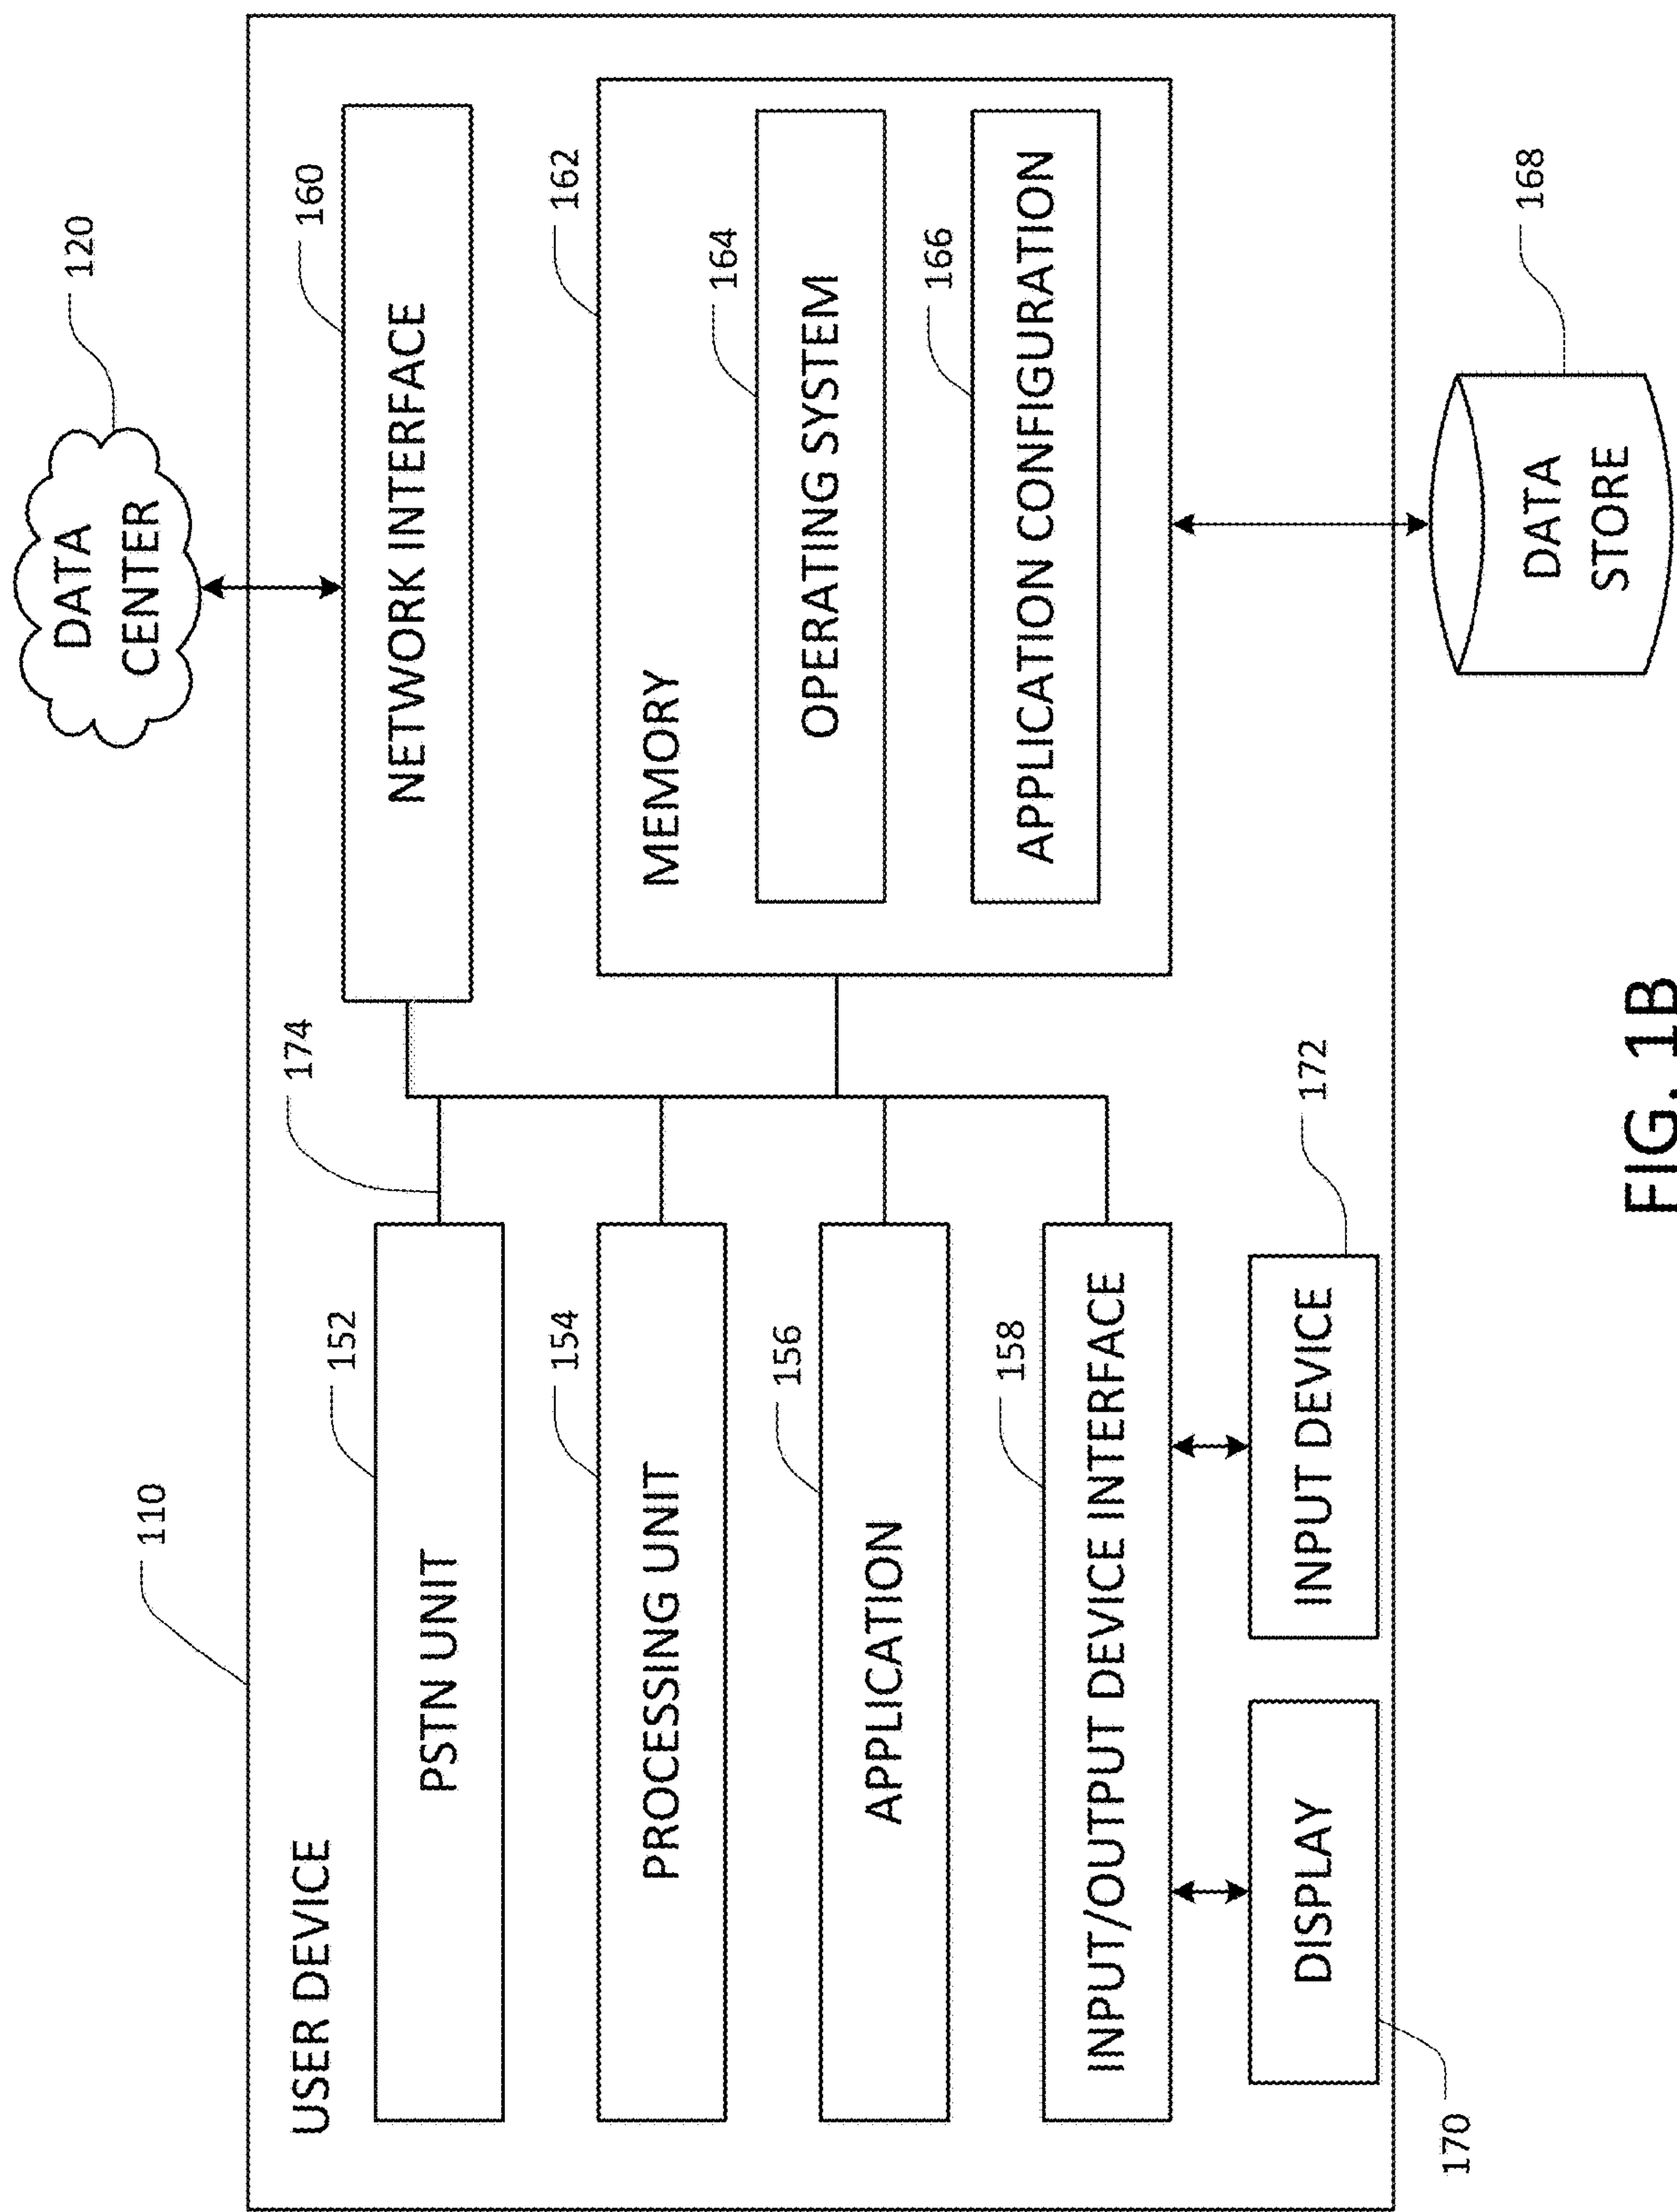 DATA
CENTER
120
110
USER DEVICE
PSTN UNIT
152
174
NETWORK INTERFACE
160
PROCESSING UNIT
154
MEMORY
162
APPLICATION
156
OPERATING SYSTEM
164
INPUT/OUTPUT DEVICE INTERFACE
158
APPLICATION CONFIGURATION
166
DISPLAY
170
INPUT DEVICE
172
DATA
STORE
168
FIG. 1B